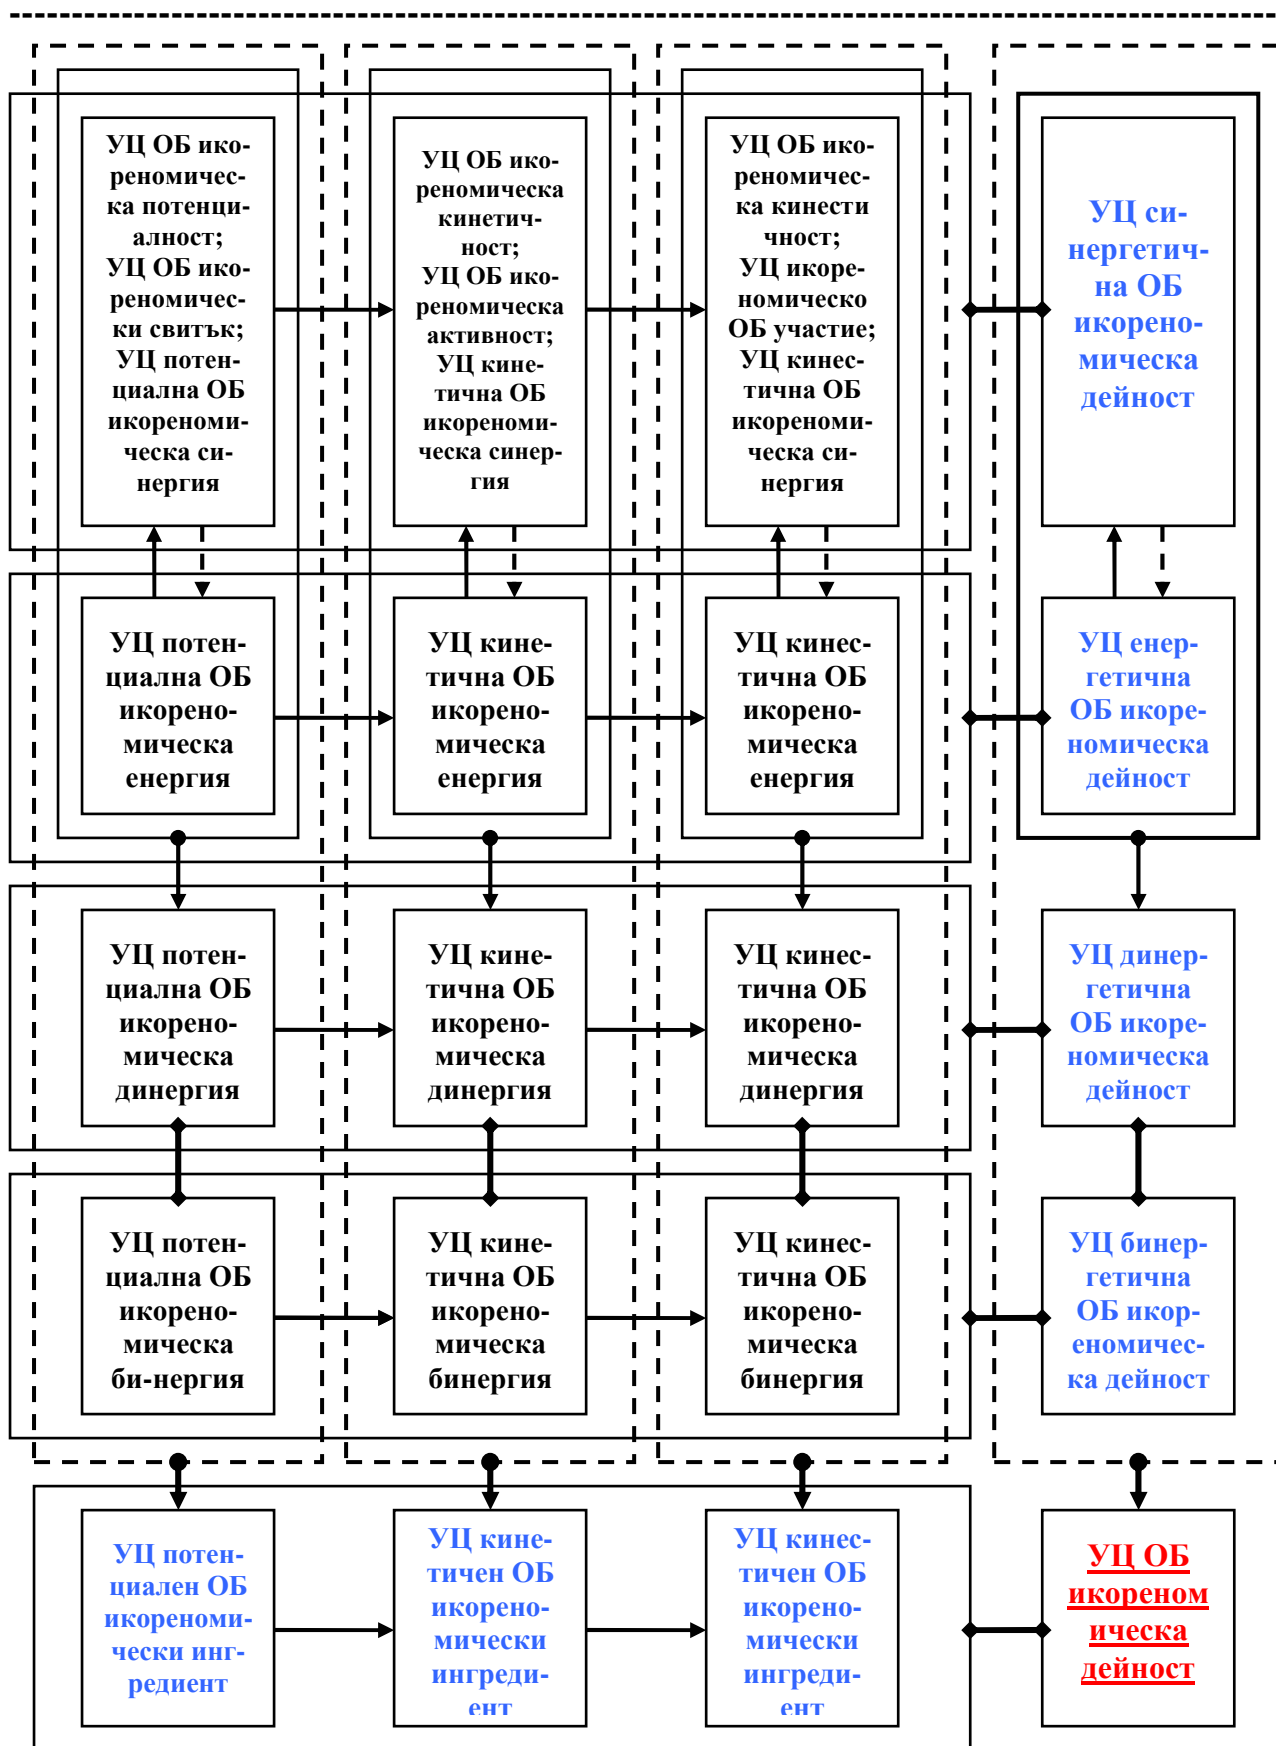 УЦ ОБ ико-
реномичес-
ка потенци-
алност;
УЦ ОБ ико-
реномичес-
ки свитък;
УЦ потен-
циална ОБ
икореноми-
ческа си-
нергия
УЦ ОБ ико-
реномическа
кинетич-
ност;
УЦ ОБ ико-
реномическа
активност;
УЦ кине-
тична ОБ
икореноми-
ческа синер-
гия
УЦ ОБ ико-
реномичес-
ка кинести
чност;
УЦ икоре-
номическо
ОБ участие;
УЦ кинес-
тична ОБ
икореноми-
ческа си-
нергия
УЦ си-
нергетич-
на ОБ
икорено-
мическа
дейност
УЦ потен-
циална ОБ
икорено-
мическа
енергия
УЦ кине-
тична ОБ
икорено-
мическа
енергия
УЦ кинес-
тична ОБ
икорено-
мическа
енергия
УЦ енер-
гетична
ОБ икоре-
номическа
дейност
УЦ потен-
циална ОБ
икорено-
мическа
динергия
УЦ кине-
тична ОБ
икорено-
мическа
динергия
УЦ кинес-
тична ОБ
икорено-
мическа
динергия
УЦ динер-
гетична
ОБ икоре-
номическа
дейност
УЦ потен-
циална ОБ
икорено-
мическа
би-нергия
УЦ кине-
тична ОБ
икорено-
мическа
бинергия
УЦ кинес-
тична ОБ
икорено-
мическа
бинергия
УЦ бинер-
гетична
ОБ икор-
еномичес-
ка дейност
УЦ потен-
циален ОБ
икореноми-
чески инг-
редиент
УЦ кине-
тичен ОБ
икорено-
мически
ингреди-
ент
УЦ кинес-
тичен ОБ
икорено-
мически
ингреди-
ент
УЦ ОБ
икореном
ическа
дейност